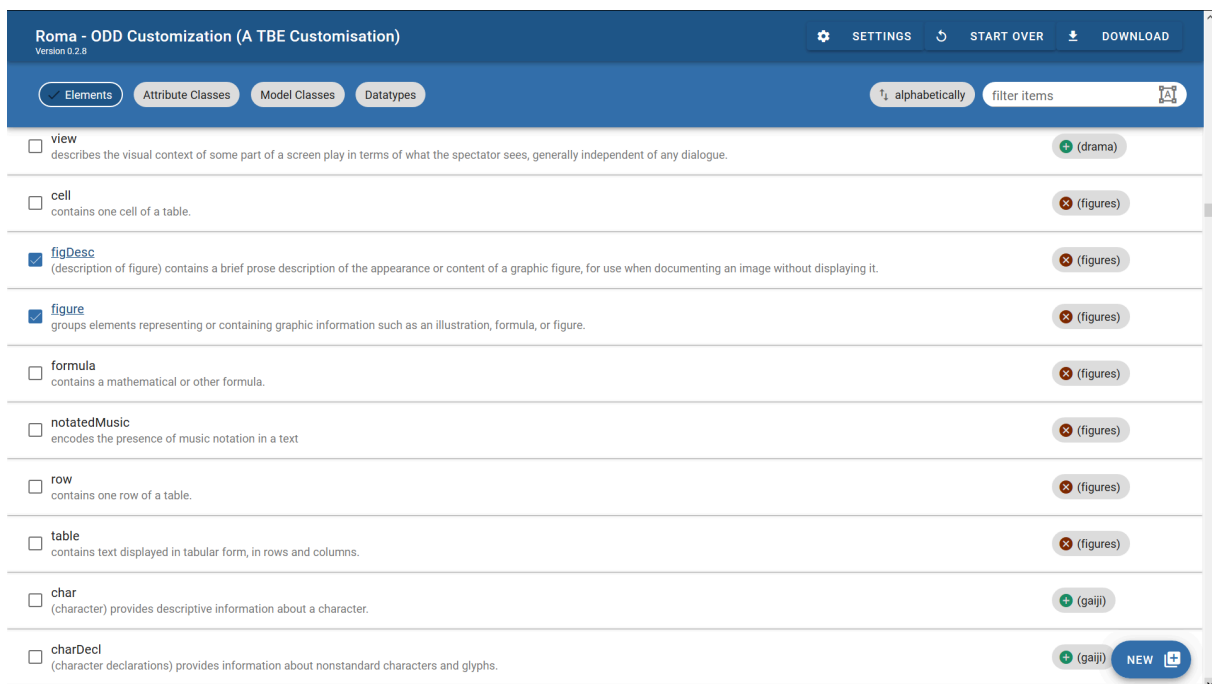 Roma - ODD Customization (A TBE Customisation)
Version 0.2.8
SETTINGS
START OVER
DOWNLOAD
Elements
Attribute Classes
Model Classes
Datatypes
alphabetically
filter items
view
describes the visual context of some part of a screen play in terms of what the spectator sees, generally independent of any dialogue.
(drama)
cell
contains one cell of a table.
(figures)
figDesc
(description of figure) contains a brief prose description of the appearance or content of a graphic figure, for use when documenting an image without displaying it.
(figures)
figure
groups elements representing or containing graphic information such as an illustration, formula, or figure.
(figures)
formula
contains a mathematical or other formula.
(figures)
notatedMusic
encodes the presence of music notation in a text
(figures)
row
contains one row of a table.
(figures)
table
contains text displayed in tabular form, in rows and columns.
(figures)
char
(character) provides descriptive information about a character.
(gaiji)
charDecl
(character declarations) provides information about nonstandard characters and glyphs.
(gaiji)
NEW